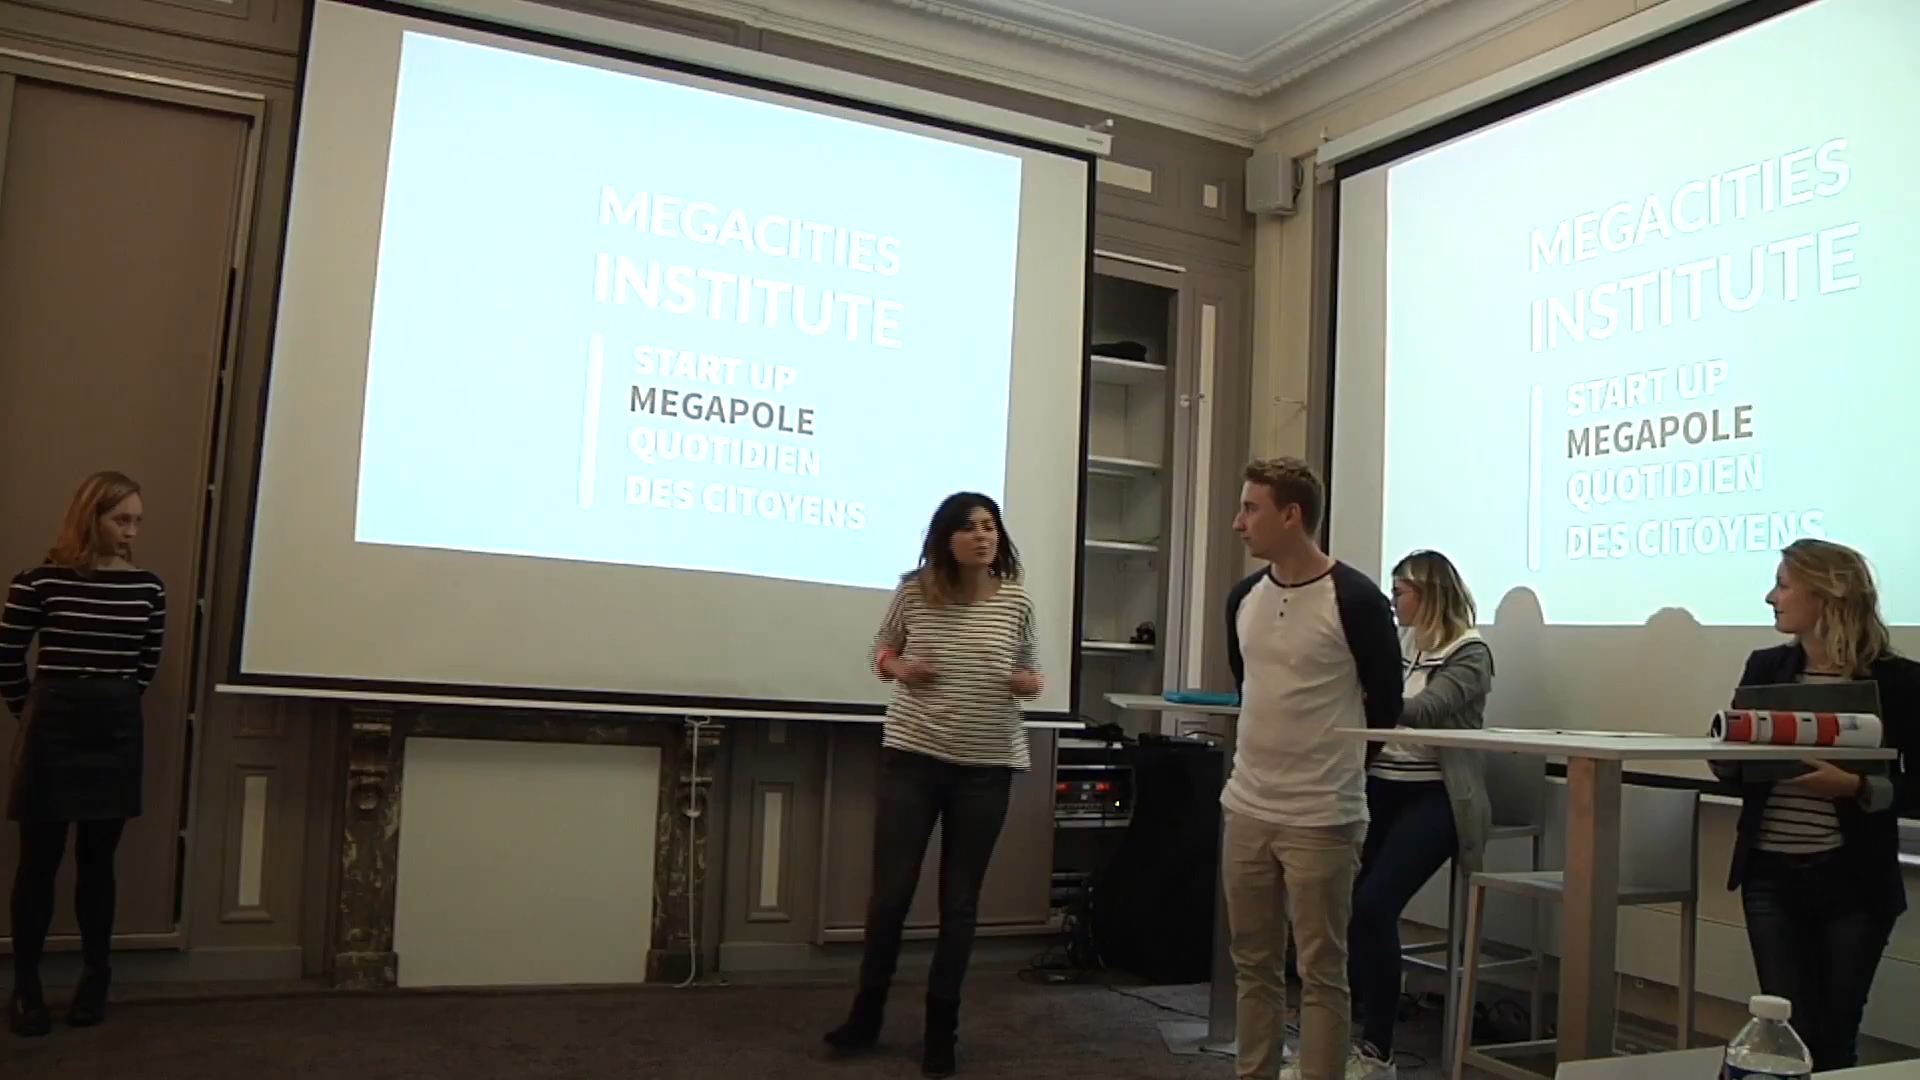 MEGACITIES
INSTITUTE
START UP
MEGAPOLE
QUOTIDIEN
DES CITOYENS
MEGACITIES
INSTITUTE
START UP
MEGAPOLE
QUOTIDIEN
DES CITOYENS